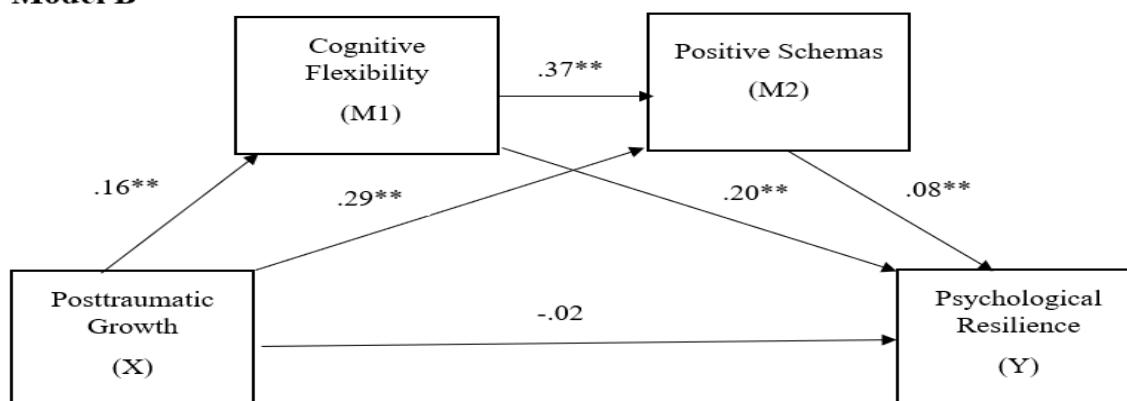 Model B
Cognitive
Flexibility
(M1)
.37**
Positive Schemas
(M2)
.16**
.29**
.20**
.08**
Posttraumatic
Growth
(X)
-.02
Psychological
Resilience
(Y)